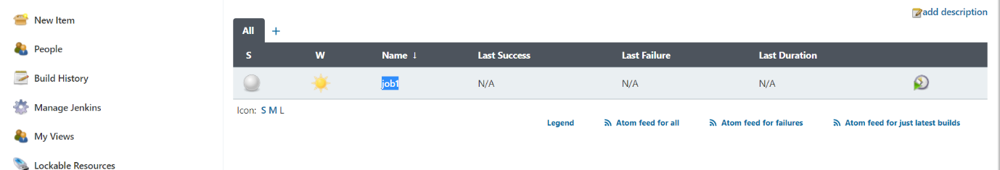 add description
New Item
People
Build History
Manage Jenkins
My Views
Lockable Resources
All +
S W Name ↓ Last Success Last Failure Last Duration
job1 N/A N/A N/A
Icon: S M L
Legend Atom feed for all Atom feed for failures Atom feed for just latest builds